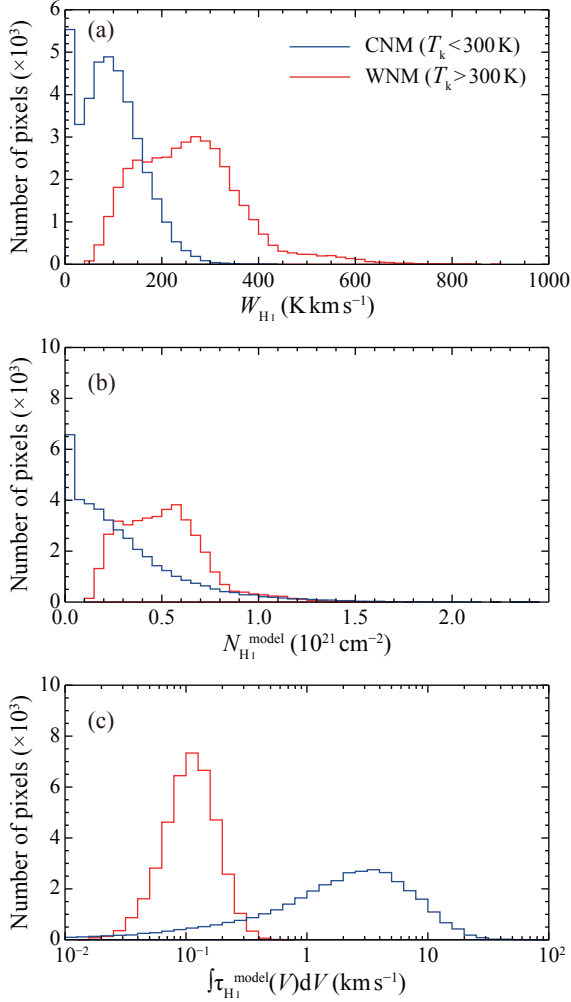 (a)
CNM (Tₖ < 300 K)
WNM (Tₖ > 300 K)
Number of pixels (×10³)
6
5
4
3
2
1
0
0 200 400 600 800 1000
W_H I (K km s⁻¹)
(b)
Number of pixels (×10³)
10
8
6
4
2
0
0.0 0.5 1.0 1.5 2.0
N_H I^model (10²¹ cm⁻²)
(c)
Number of pixels (×10³)
10
8
6
4
2
0
10⁻² 10⁻¹ 1 10 10²
∫τ_H I^model(V)dV (km s⁻¹)